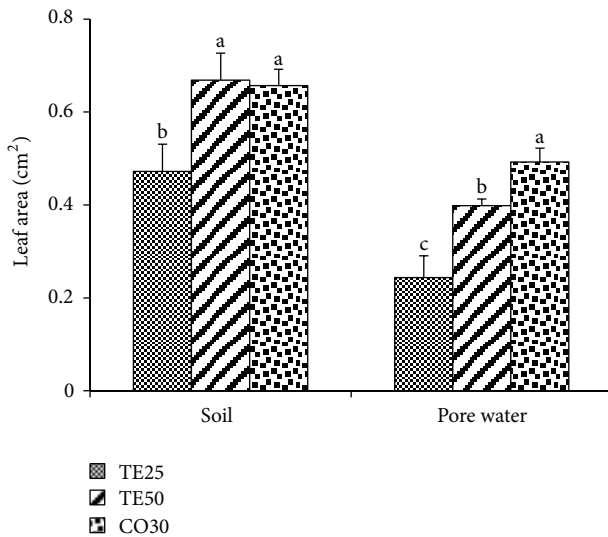 0.8
0.6
0.4
0.2
0
Leaf area (cm²)
b
a
a
c
b
a
Soil
Pore water
TE25
TE50
CO30